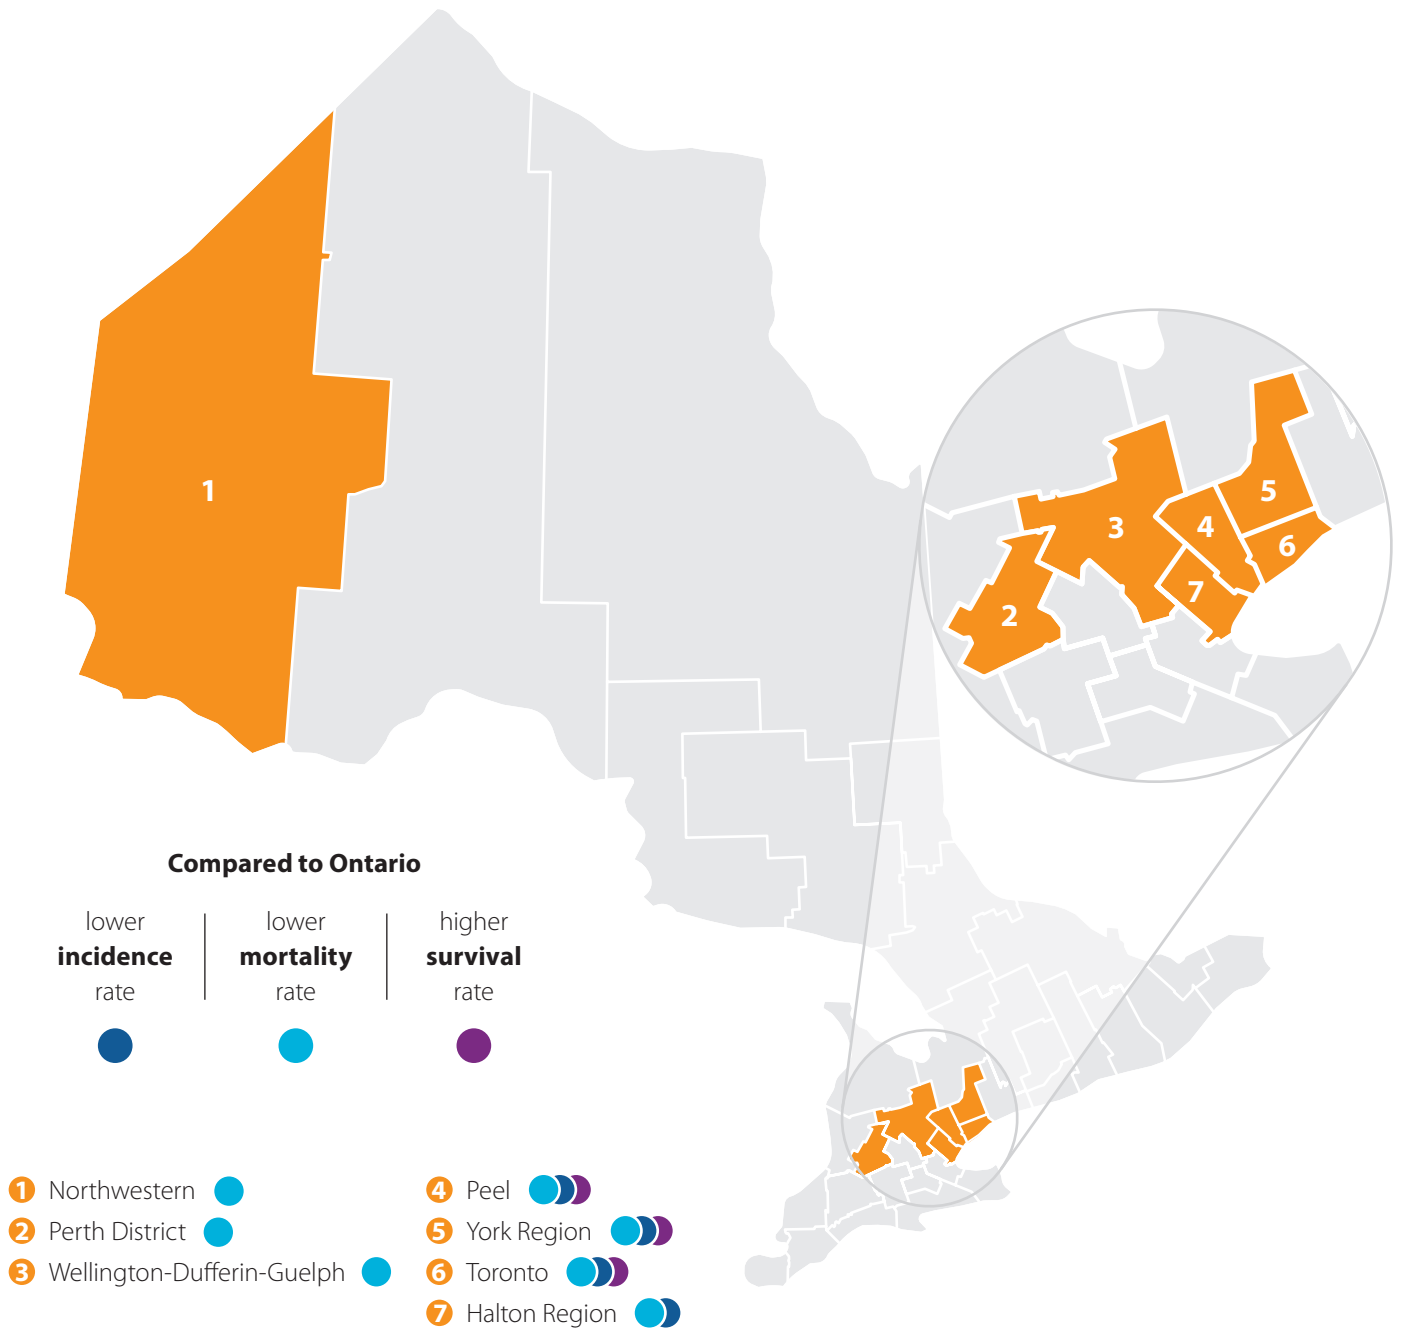 1
5
3
4
6
7
2
Compared to Ontario
lower
incidence
rate
lower
mortality
rate
higher
survival
rate
1 Northwestern
2 Perth District
3 Wellington-Dufferin-Guelph
4 Peel
5 York Region
6 Toronto
7 Halton Region